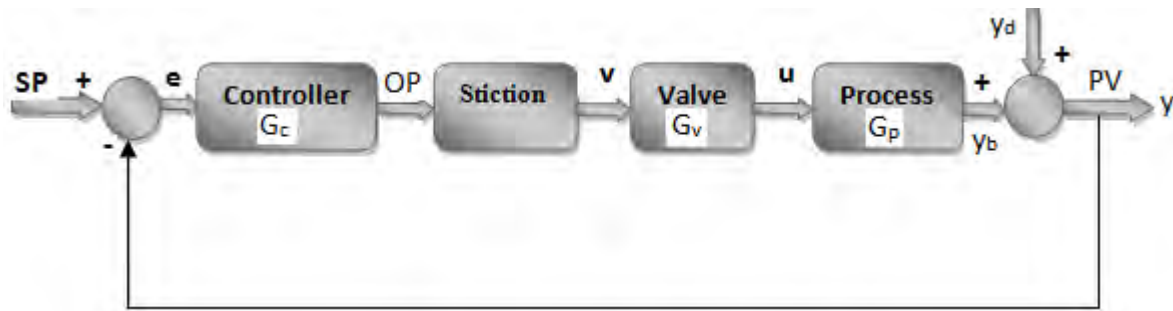 SP
+
-
e
Controller
Gc
OP
Stiction
v
Valve
Gv
u
Process
Gp
+
yb
yd
+
PV
y